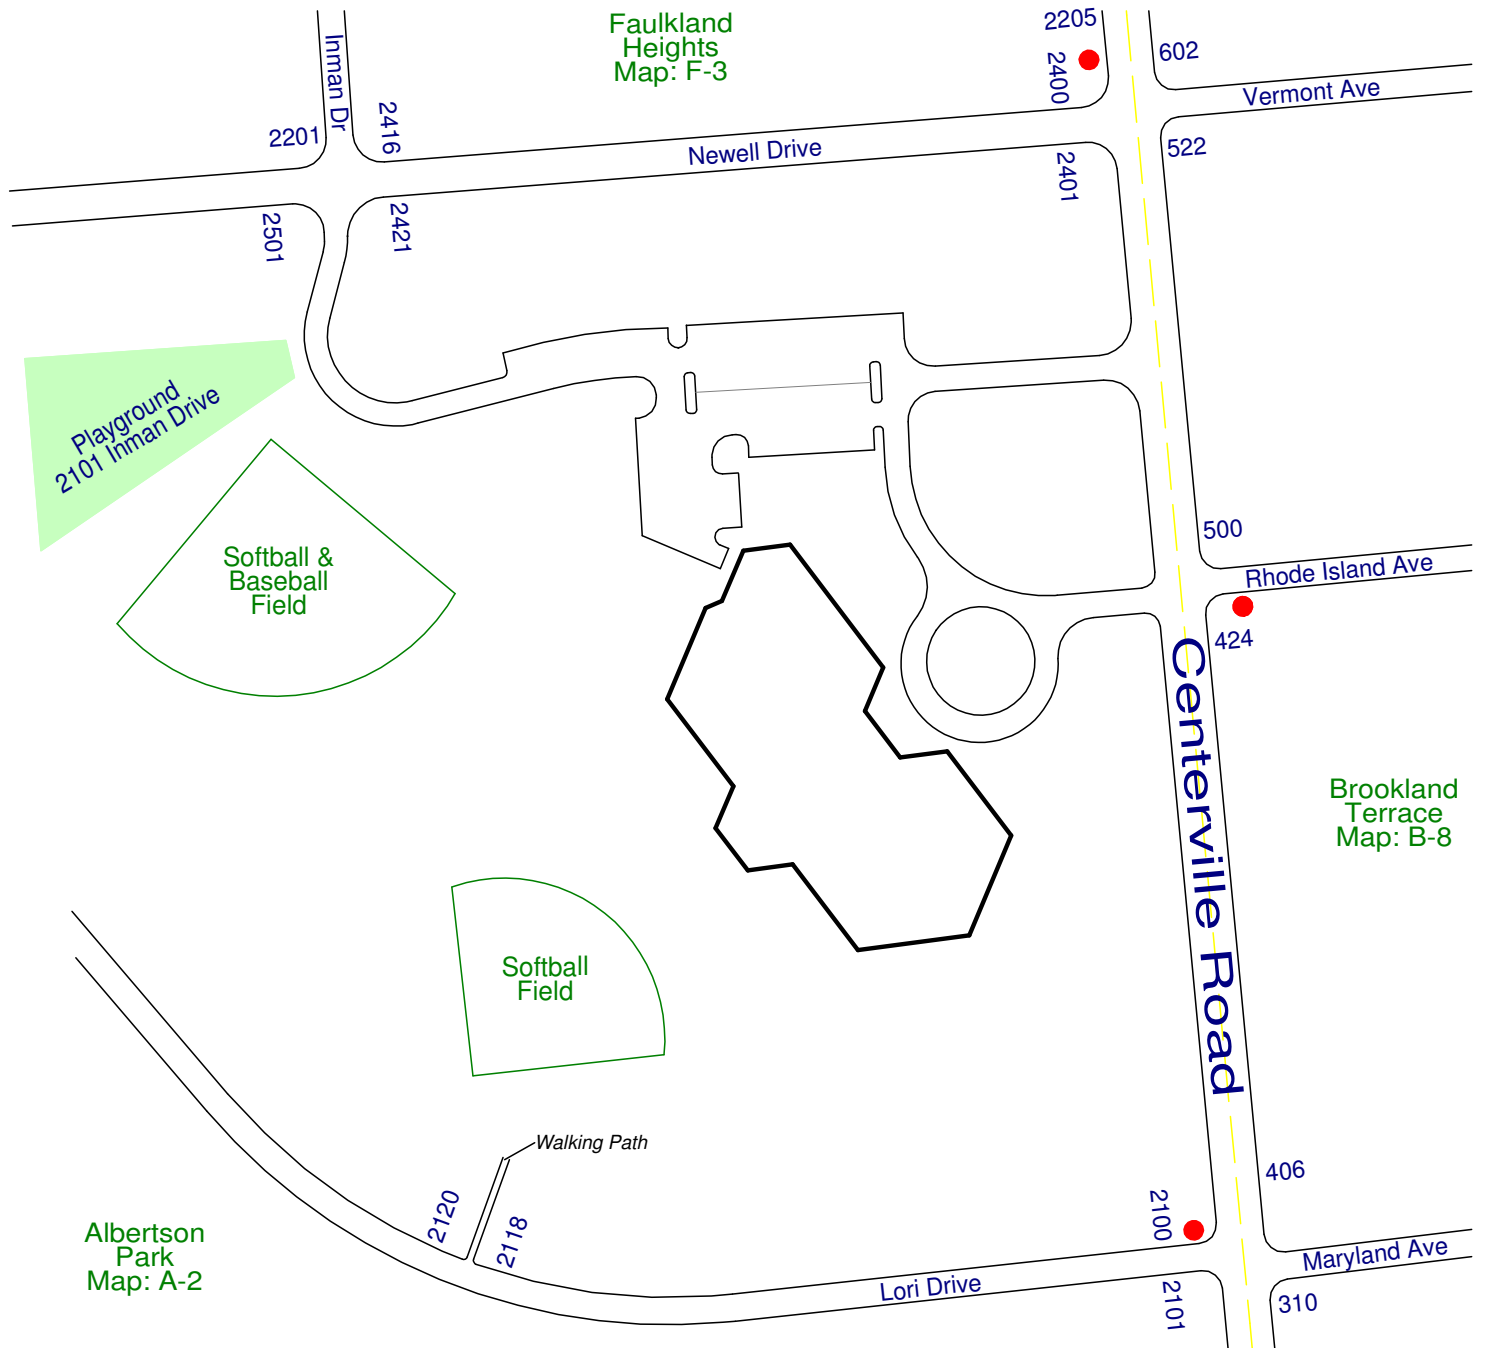 Faulkland
Heights
Map: F-3
2205
2400
602
Vermont Ave
Inman Dr
2416
2201
Newell Drive
522
2401
2501
2421
Playground
2101 Inman Drive
Softball &
Baseball
Field
500
Rhode Island Ave
424
Centerville Road
Brookland
Terrace
Map: B-8
Softball
Field
Walking Path
2120
2118
406
2100
Albertson
Park
Map: A-2
Lori Drive
Maryland Ave
2101
310